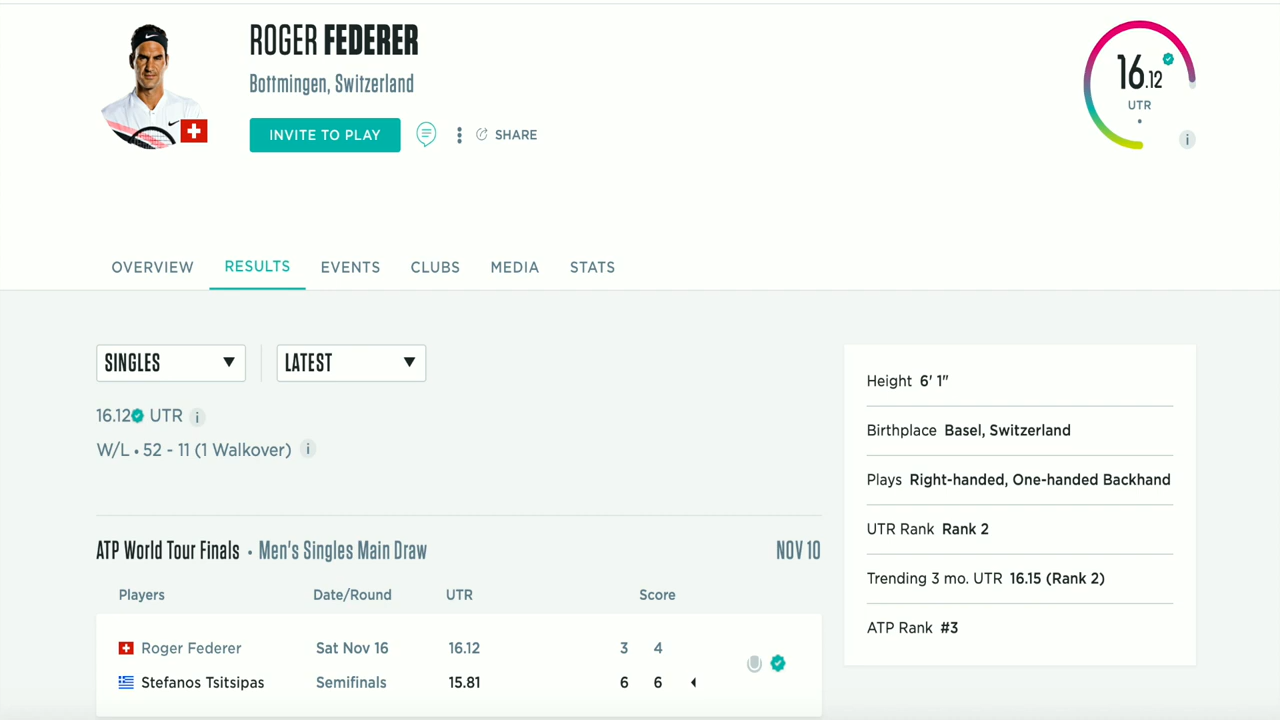 ROGER FEDERER
Bottmingen, Switzerland
INVITE TO PLAY
SHARE
16.12
UTR
i
OVERVIEW RESULTS EVENTS CLUBS MEDIA STATS
SINGLES LATEST
16.12 UTR i
W/L • 52 - 11 (1 Walkover) i
ATP World Tour Finals • Men's Singles Main Draw NOV 10
Players Date/Round UTR Score
Roger Federer Sat Nov 16 16.12 3 4
Stefanos Tsitsipas Semifinals 15.81 6 6
Height 6' 1"
Birthplace Basel, Switzerland
Plays Right-handed, One-handed Backhand
UTR Rank Rank 2
Trending 3 mo. UTR 16.15 (Rank 2)
ATP Rank #3